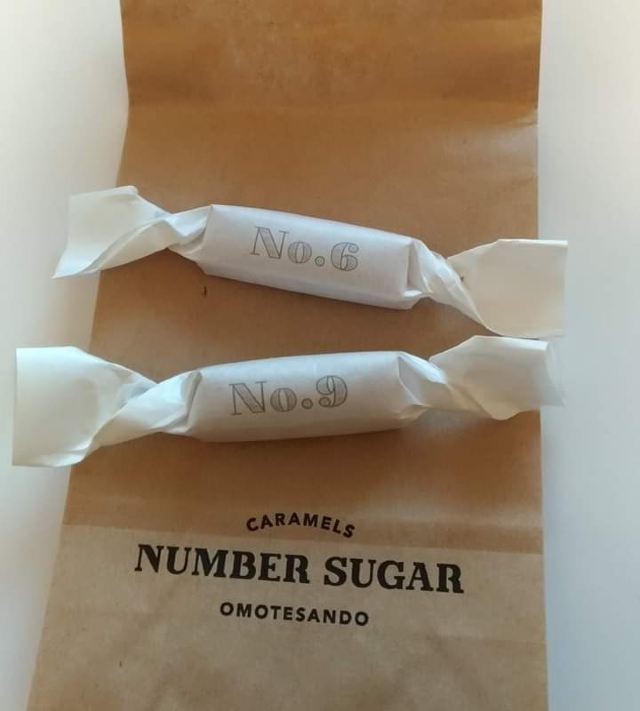 No.6
No.9
CARAMELS
NUMBER SUGAR
OMOTESANDO